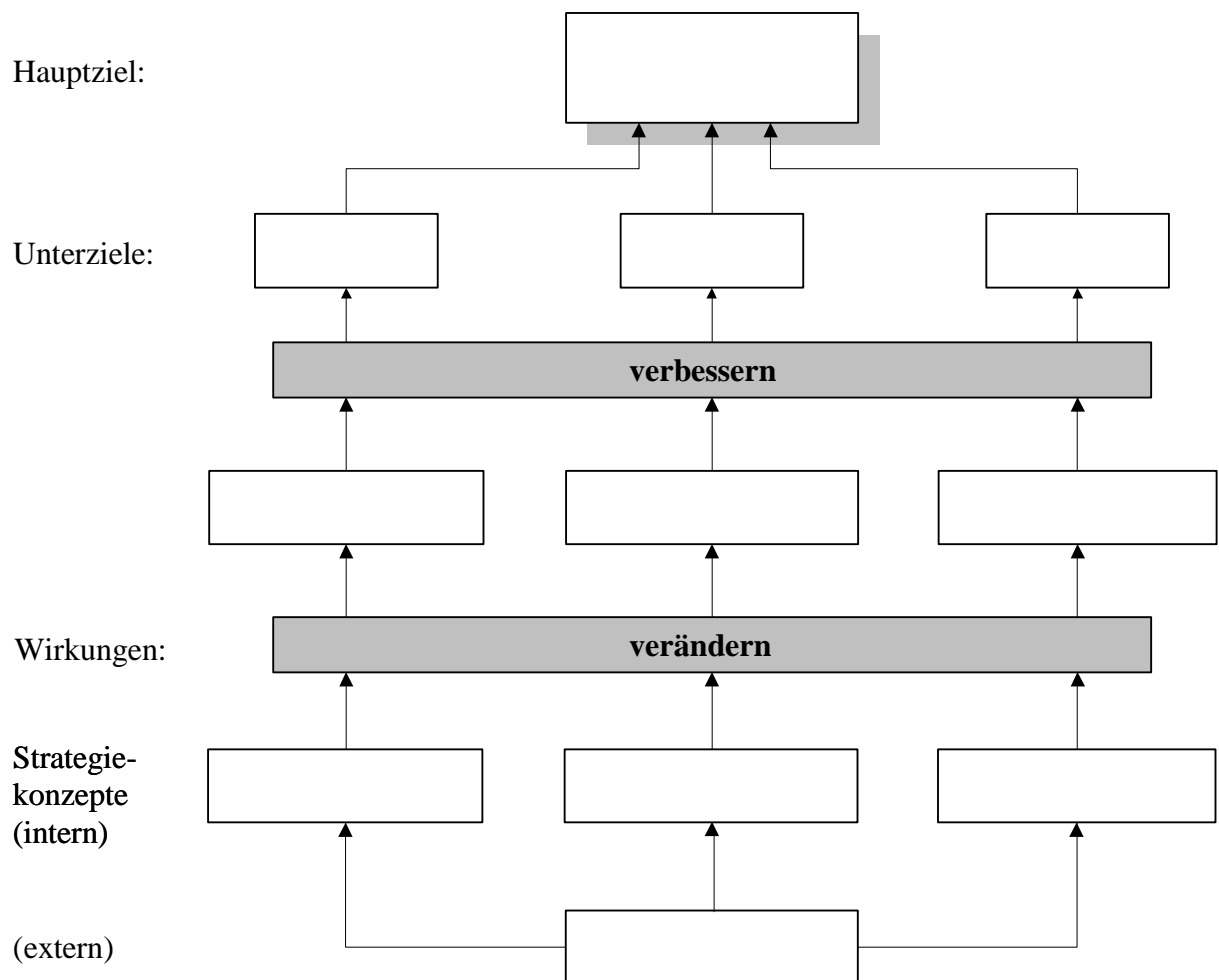 Hauptziel:
Unterziele:
verbessern
Wirkungen:
verändern
Strategie-
konzepte
(intern)
(extern)